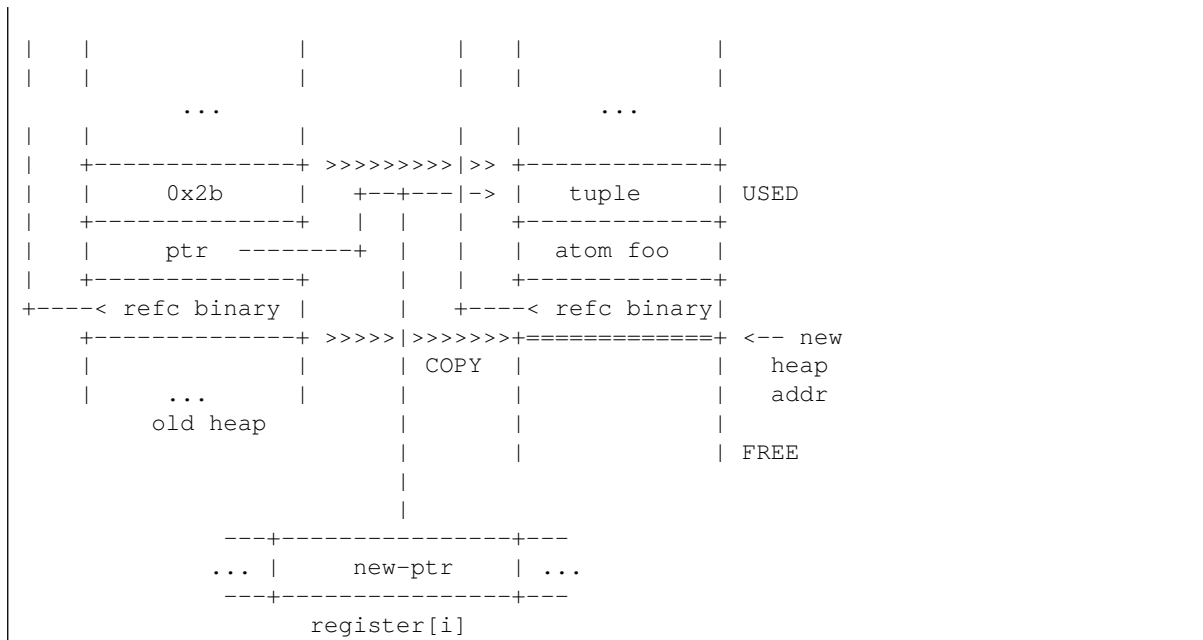 |   |              |          |   |             |
|   |              |          |   |             |
          ...                           ...
|   |              |          |   |             |
|   +--------------+ >>>>>>>>>|>> +-------------+
|   |     0x2b     |   +--+---|-> |   tuple     | USED
|   +--------------+   |  |   |   +-------------+
|   |    ptr  --------+  |   |   |  atom foo   |
|   +--------------+      |   |   +-------------+
+----< refc binary |      |   +----< refc binary|
    +--------------+ >>>>>|>>>>>>>+=============+ <-- new
    |              |      | COPY  |             |   heap
    |     ...      |      |       |             |   addr
        old heap          |       |             |
                          |       |             | FREE
                          |
                          |
             ---+----------------+---
            ... |     new-ptr    | ...
             ---+----------------+---
                   register[i]